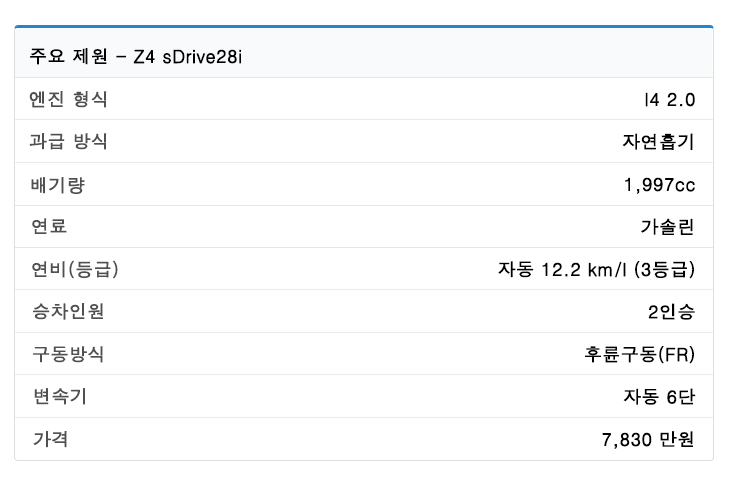 주요 제원 – Z4 sDrive28i
엔진 형식 I4 2.0
과급 방식 자연흡기
배기량 1,997cc
연료 가솔린
연비(등급) 자동 12.2 km/l (3등급)
승차인원 2인승
구동방식 후륜구동(FR)
변속기 자동 6단
가격 7,830 만원